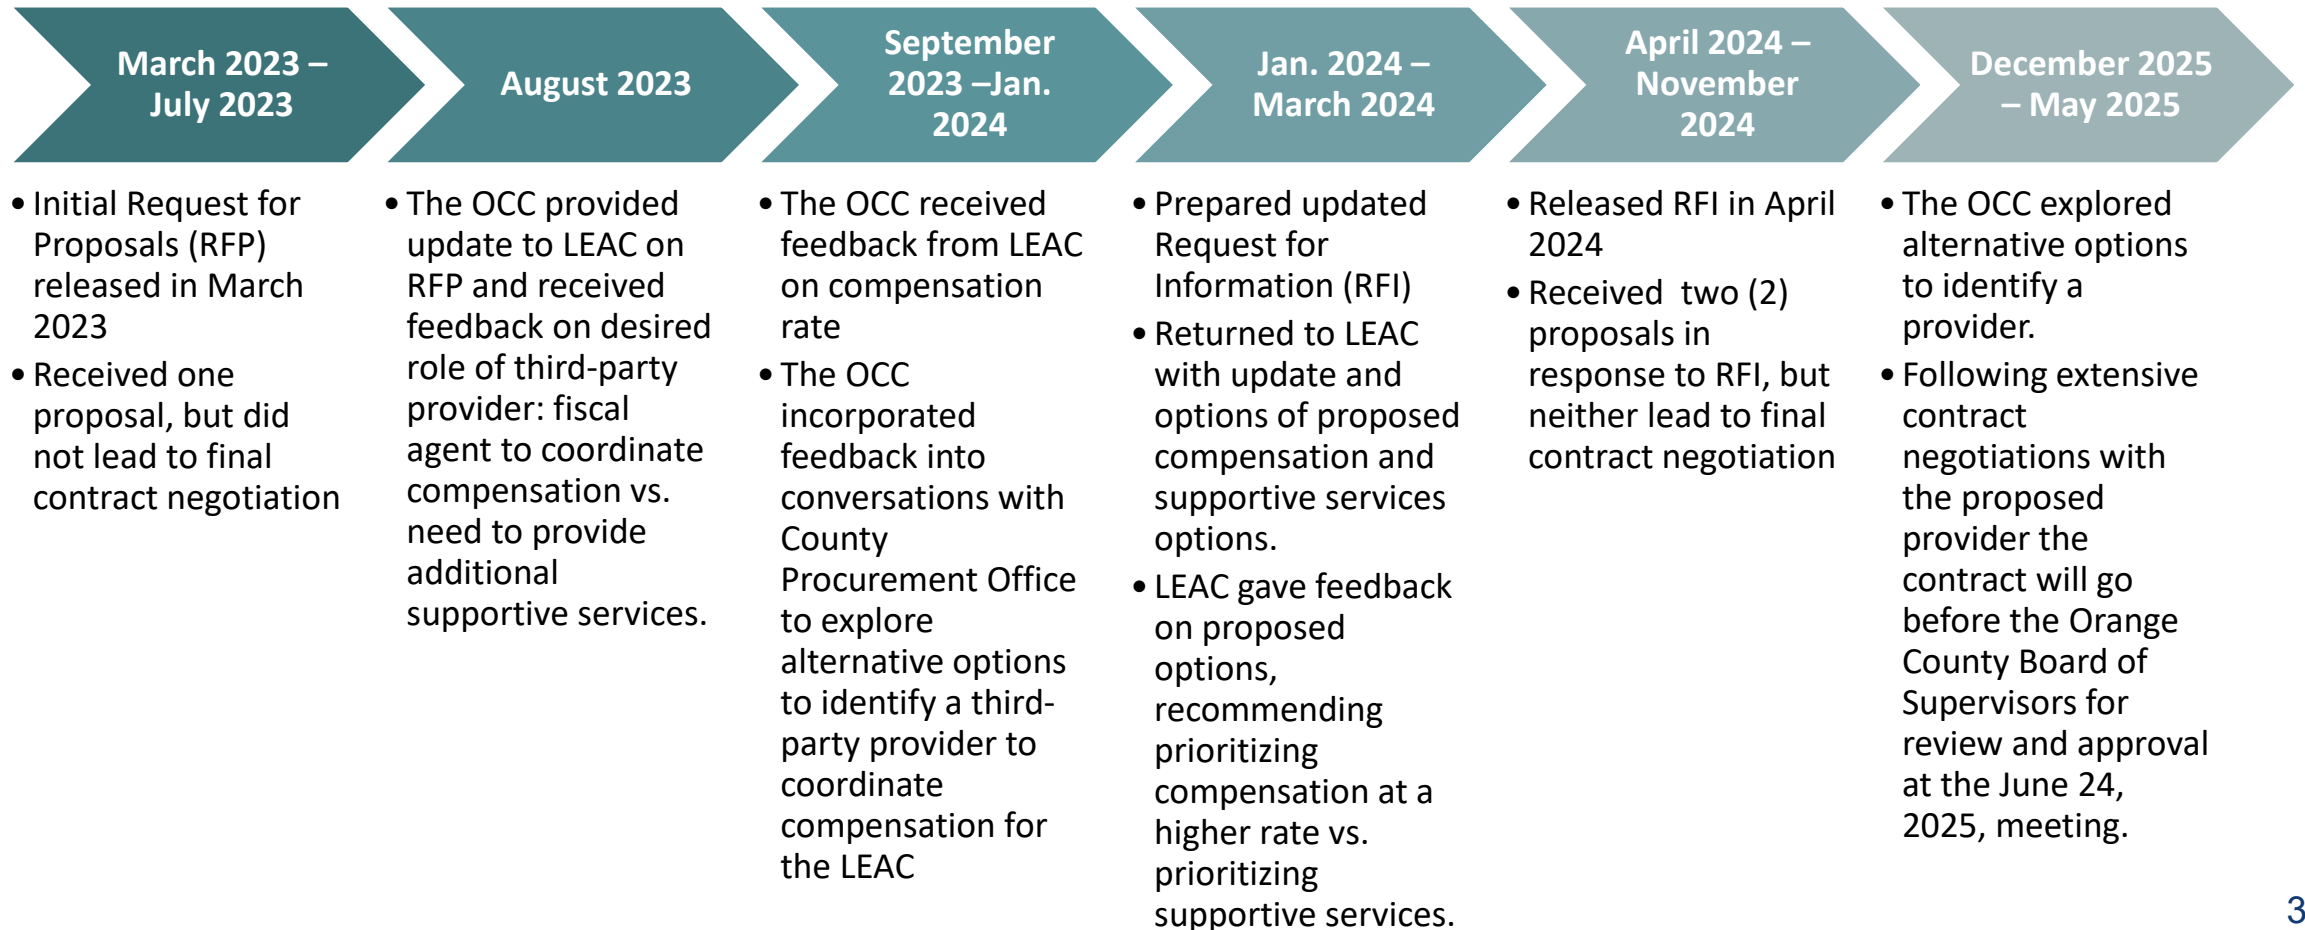 March 2023 –
July 2023
• Initial Request for
Proposals (RFP)
released in March
2023
• Received one
proposal, but did
not lead to final
contract negotiation
August 2023
• The OCC provided
update to LEAC on
RFP and received
feedback on desired
role of third-party
provider: fiscal
agent to coordinate
compensation vs.
need to provide
additional
supportive services.
September
2023 –Jan.
2024
• The OCC received
feedback from LEAC
on compensation
rate
• The OCC
incorporated
feedback into
conversations with
County
Procurement Office
to explore
alternative options
to identify a third-
party provider to
coordinate
compensation for
the LEAC
Jan. 2024 –
March 2024
• Prepared updated
Request for
Information (RFI)
• Returned to LEAC
with update and
options of proposed
compensation and
supportive services
options.
• LEAC gave feedback
on proposed
options,
recommending
prioritizing
compensation at a
higher rate vs.
prioritizing
supportive services.
April 2024 –
November
2024
• Released RFI in April
2024
• Received  two (2)
proposals in
response to RFI, but
neither lead to final
contract negotiation
December 2025
– May 2025
• The OCC explored
alternative options
to identify a
provider.
• Following extensive
contract
negotiations with
the proposed
provider the
contract will go
before the Orange
County Board of
Supervisors for
review and approval
at the June 24,
2025, meeting.
3